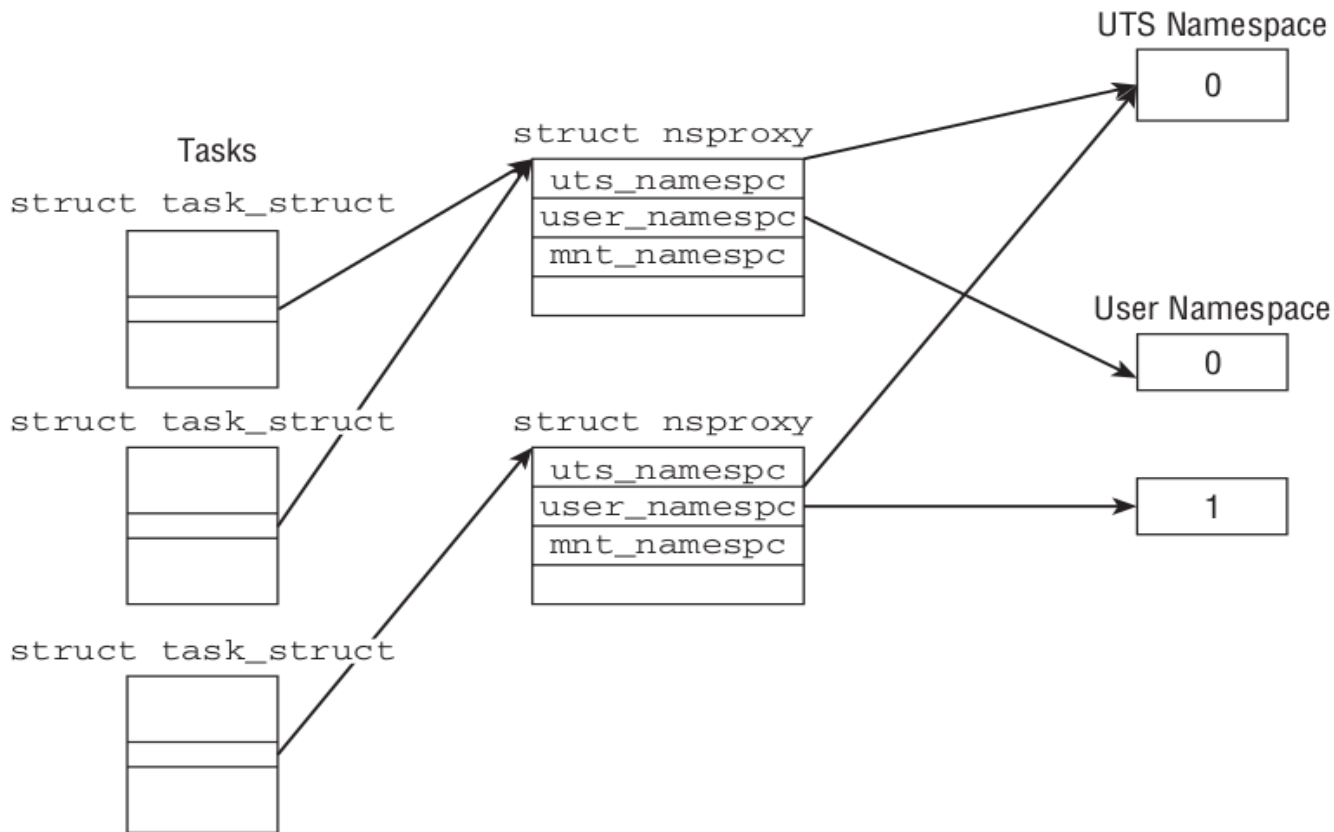 UTS Namespace
0
Tasks
struct nsproxy
uts_namespc
user_namespc
mnt_namespc
struct task_struct
User Namespace
0
struct task_struct
struct nsproxy
uts_namespc
user_namespc
mnt_namespc
1
struct task_struct